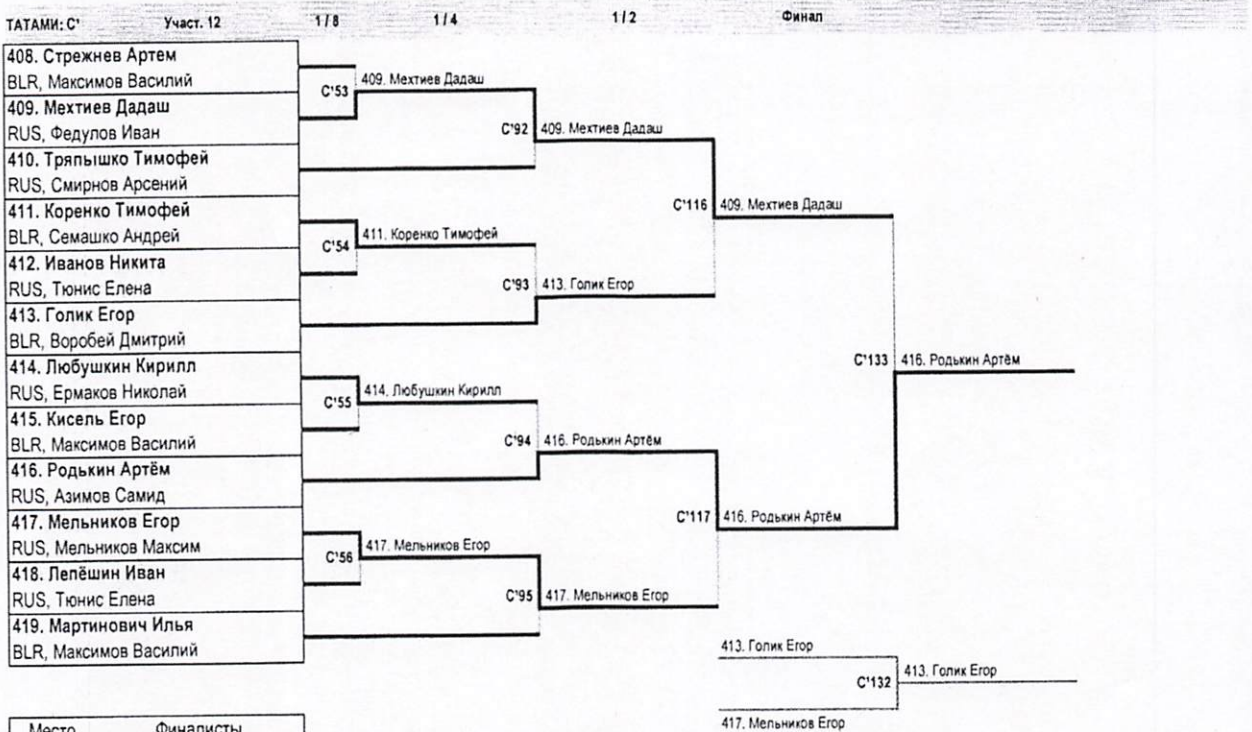 ТАТАМИ: C' Участ. 12 1 / 8 1 / 4 1 / 2 Финал
408. Стрежнев Артем
BLR, Максимов Василий
409. Мехтиев Дадаш
RUS, Федулов Иван
410. Тряпышко Тимофей
RUS, Смирнов Арсений
411. Коренко Тимофей
BLR, Семашко Андрей
412. Иванов Никита
RUS, Тюнис Елена
413. Голик Егор
BLR, Воробей Дмитрий
414. Любушкин Кирилл
RUS, Ермаков Николай
415. Кисель Егор
BLR, Максимов Василий
416. Родькин Артём
RUS, Азимов Самид
417. Мельников Егор
RUS, Мельников Максим
418. Лепёшин Иван
RUS, Тюнис Елена
419. Мартинович Илья
BLR, Максимов Василий
C'53
409. Мехтиев Дадаш
C'54
411. Коренко Тимофей
C'55
414. Любушкин Кирилл
C'56
417. Мельников Егор
C'92
409. Мехтиев Дадаш
C'93
413. Голик Егор
C'94
416. Родькин Артём
C'95
417. Мельников Егор
C'116
409. Мехтиев Дадаш
C'117
416. Родькин Артём
C'133
416. Родькин Артём
413. Голик Егор
C'132
413. Голик Егор
417. Мельников Егор
Место Финалисты